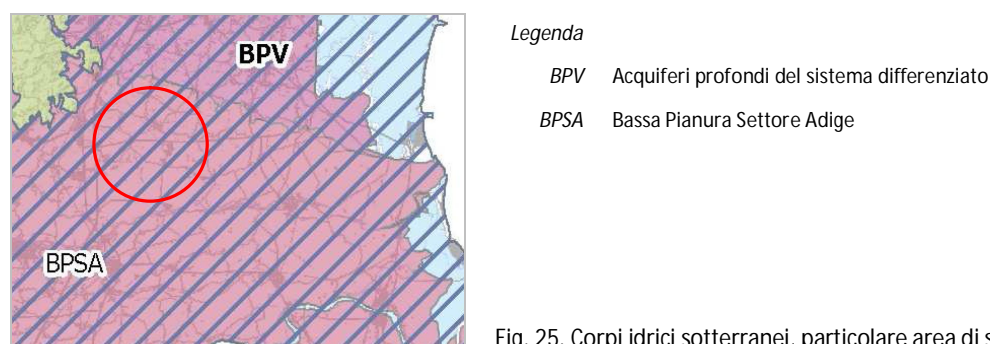 BPV
BPSA
Legenda
BPV Acquiferi profondi del sistema differenziato
BPSA Bassa Pianura Settore Adige
Fig. 25. Corpi idrici sotterranei, particolare area di s